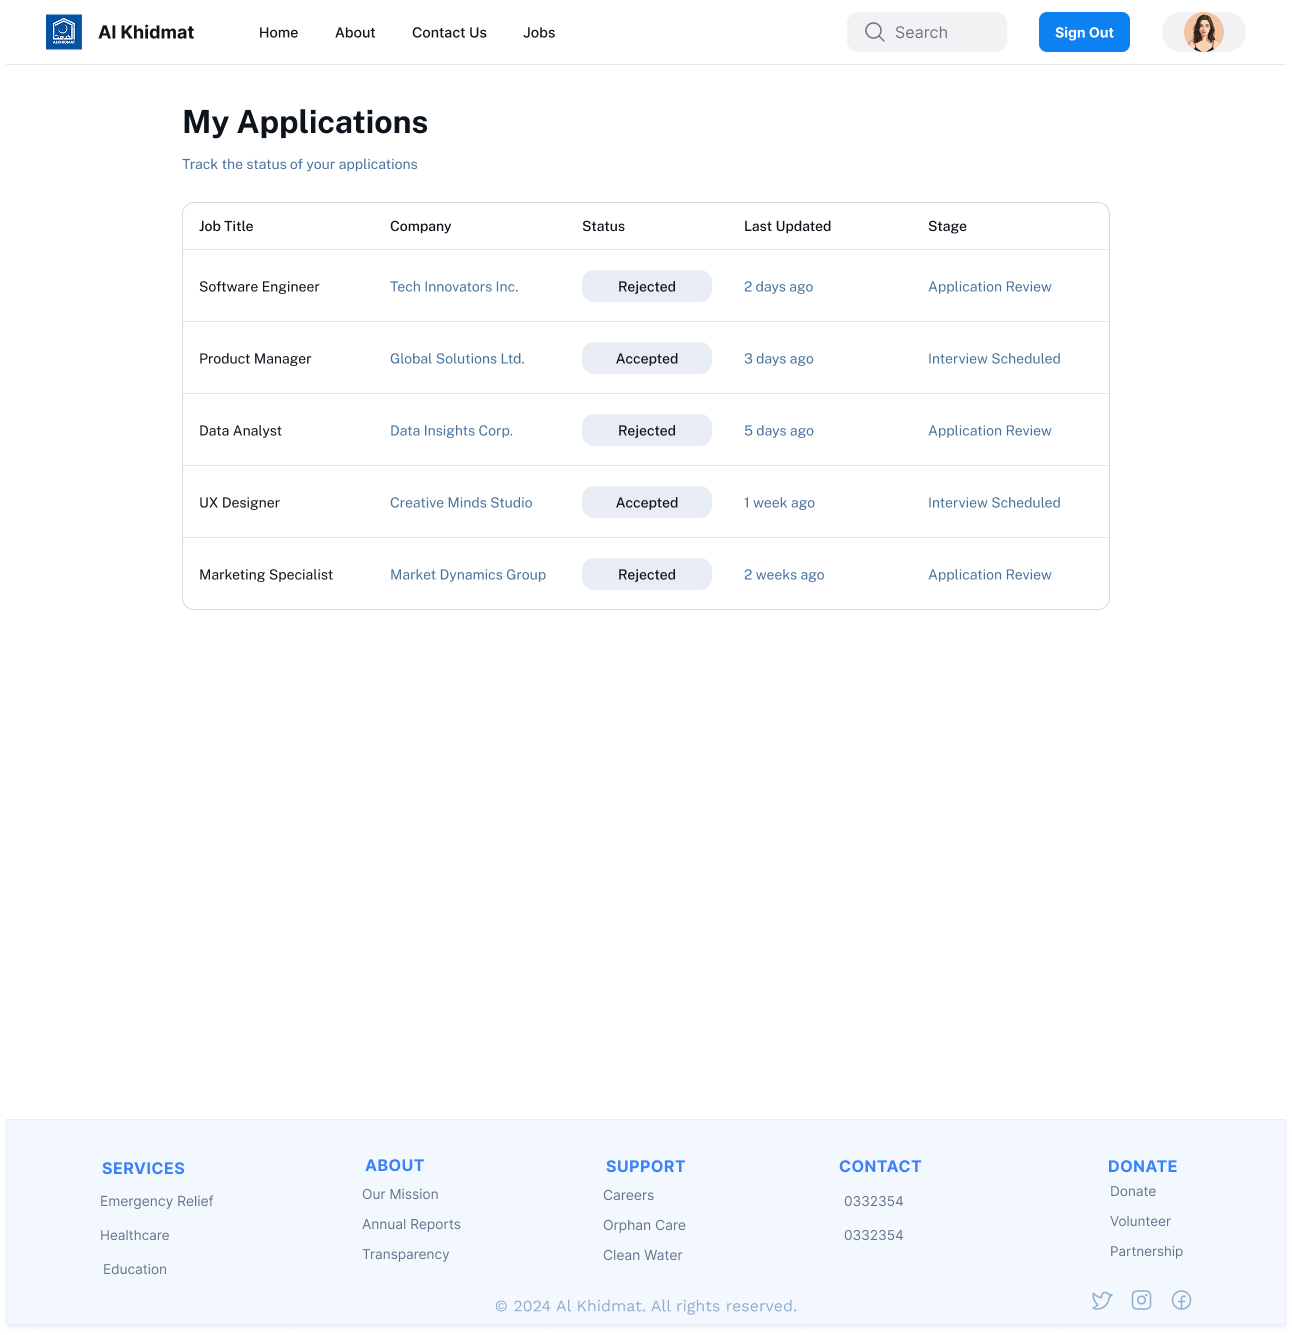 ALKHIDMAT
Al Khidmat
Home
About
Contact Us
Jobs
Search
Sign Out
My Applications
Track the status of your applications
Job Title Company Status Last Updated Stage
Software Engineer Tech Innovators Inc. Rejected 2 days ago Application Review
Product Manager Global Solutions Ltd. Accepted 3 days ago Interview Scheduled
Data Analyst Data Insights Corp. Rejected 5 days ago Application Review
UX Designer Creative Minds Studio Accepted 1 week ago Interview Scheduled
Marketing Specialist Market Dynamics Group Rejected 2 weeks ago Application Review
SERVICES
Emergency Relief
Healthcare
Education
ABOUT
Our Mission
Annual Reports
Transparency
SUPPORT
Careers
Orphan Care
Clean Water
CONTACT
0332354
0332354
DONATE
Donate
Volunteer
Partnership
© 2024 Al Khidmat. All rights reserved.